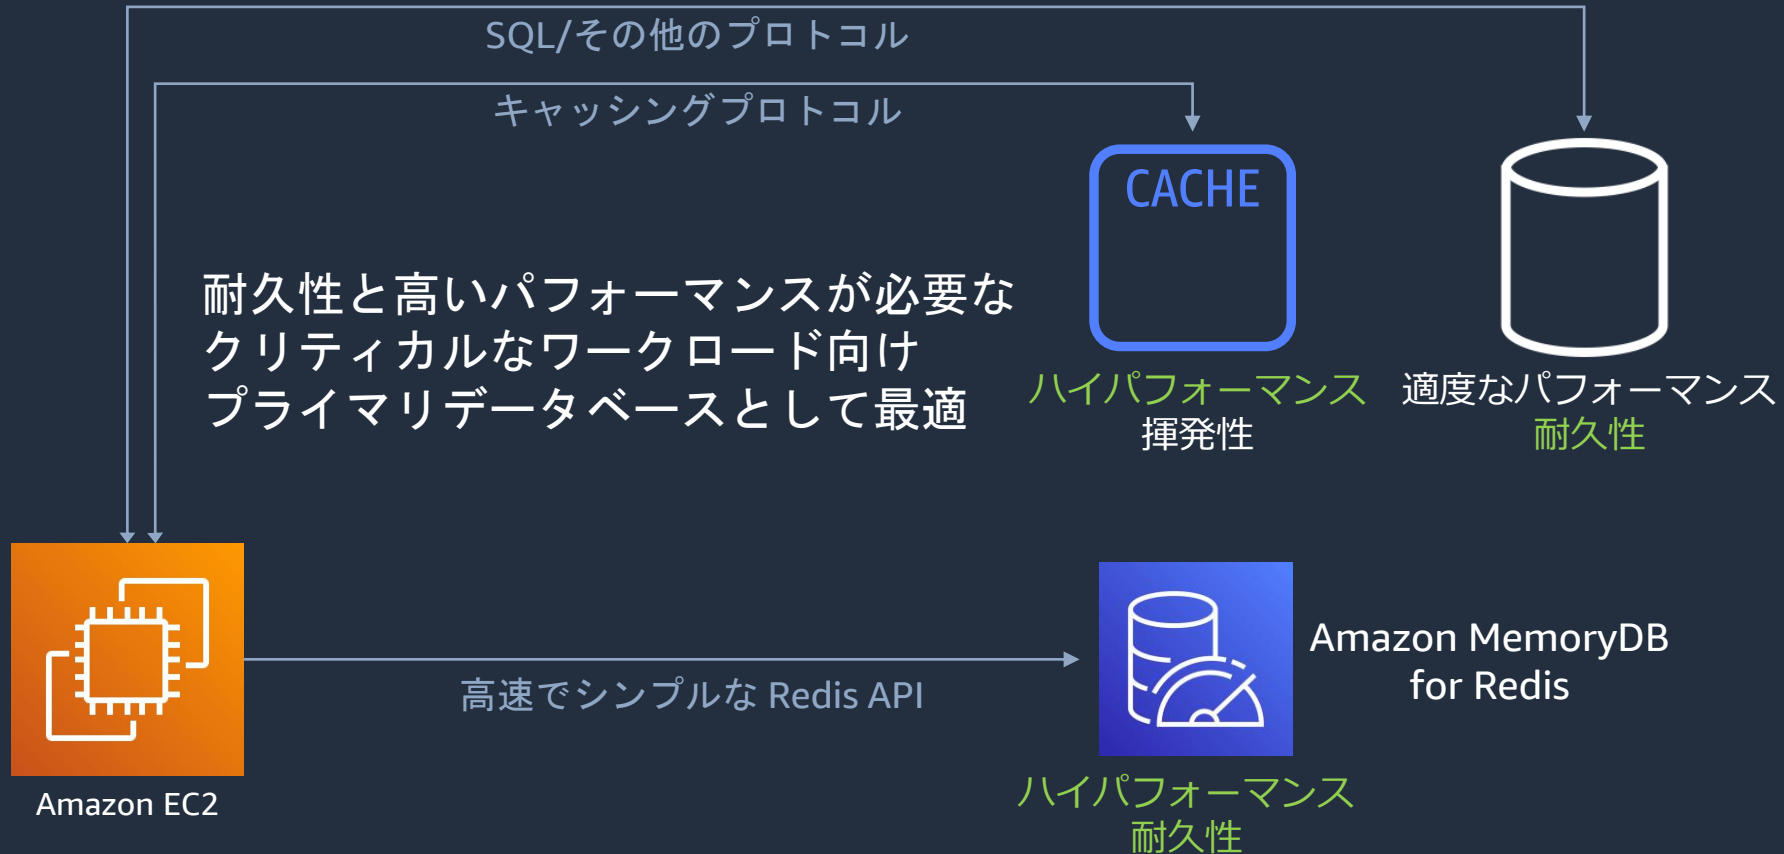 SQL/その他のプロトコル
キャッシングプロトコル
CACHE
耐久性と高いパフォーマンスが必要な
クリティカルなワークロード向け
プライマリデータベースとして最適
ハイパフォーマンス
揮発性
適度なパフォーマンス
耐久性
高速でシンプルな Redis API
Amazon MemoryDB
for Redis
Amazon EC2
ハイパフォーマンス
耐久性